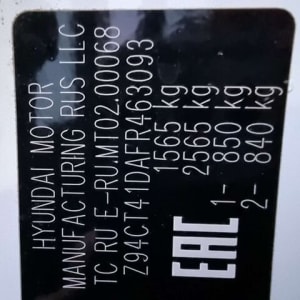 HYUNDAI MOTOR
MANUFACTURING RUS LLC
TC RU E-RU.MT02.00068
Z94CT41DAFR463093
1565 kg
2565 kg
1- 850 kg
2- 840 kg
EAC